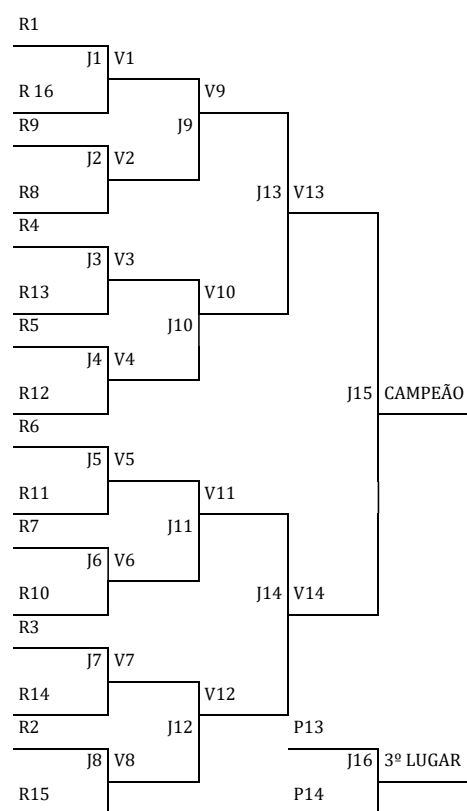 R1
J1 V1
R 16 V9
R9 J9
J2 V2
R8 J13 V13
R4
J3 V3
R13 V10
R5 J10
J4 V4
R12 J15 CAMPEÃO
R6
J5 V5
R11 V11
R7 J11
J6 V6
R10 J14 V14
R3
J7 V7
R14 V12
R2 J12 P13
J8 V8 J16 3º LUGAR
R15 P14